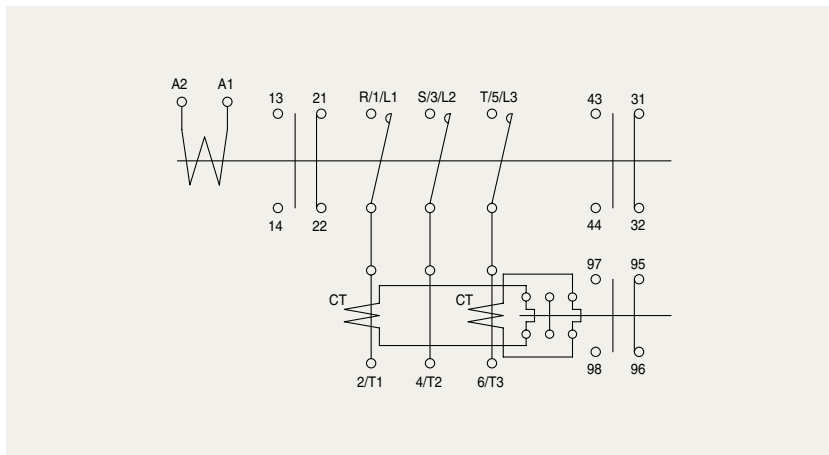 A2 A1
13 21 R/1/L1 S/3/L2 T/5/L3 43 31
14 22 44 32
97 95
CT CT
98 96
2/T1 4/T2 6/T3